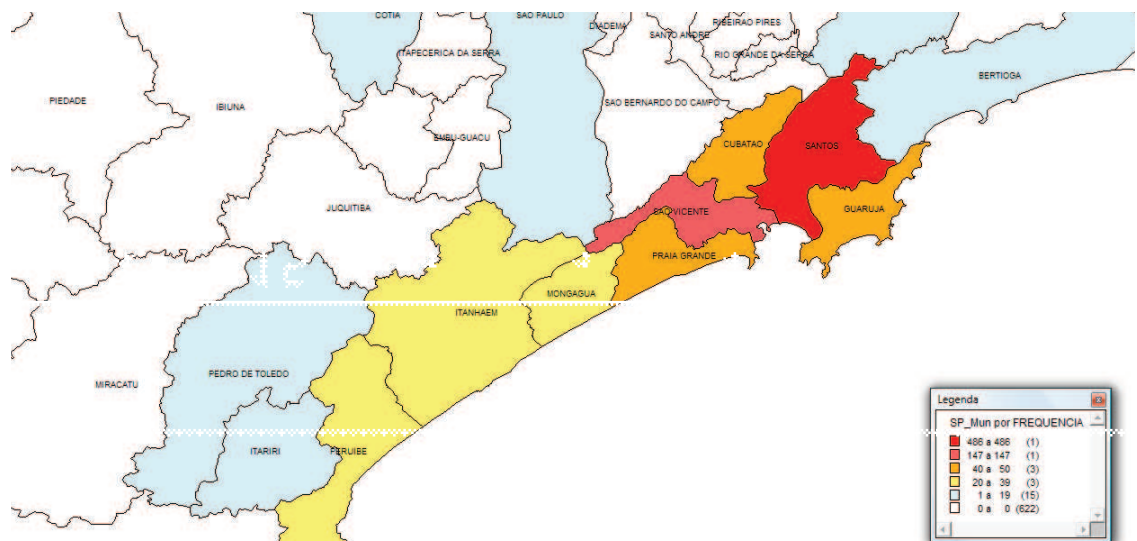 COTIA
SAO PAULO
DIADEMA
RIBEIRAO PIRES
SANTO ANDRE
ITAPECERICA DA SERRA
RIO GRANDE DA SERRA
BERTIOGA
PIEDADE
IBIUNA
SAO BERNARDO DO CAMPO
EMBU-GUACU
CUBATAO
SANTOS
JUQUITIBA
SAO VICENTE
GUARUJA
PRAIA GRANDE
MONGAGUA
ITANHAEM
PEDRO DE TOLEDO
MIRACATU
ITARIRI
PERUIBE
Legenda
SP_Mun por FREQUENCIA
486 a 486 (1)
147 a 147 (1)
40 a 50 (3)
20 a 39 (3)
1 a 19 (15)
0 a 0 (622)